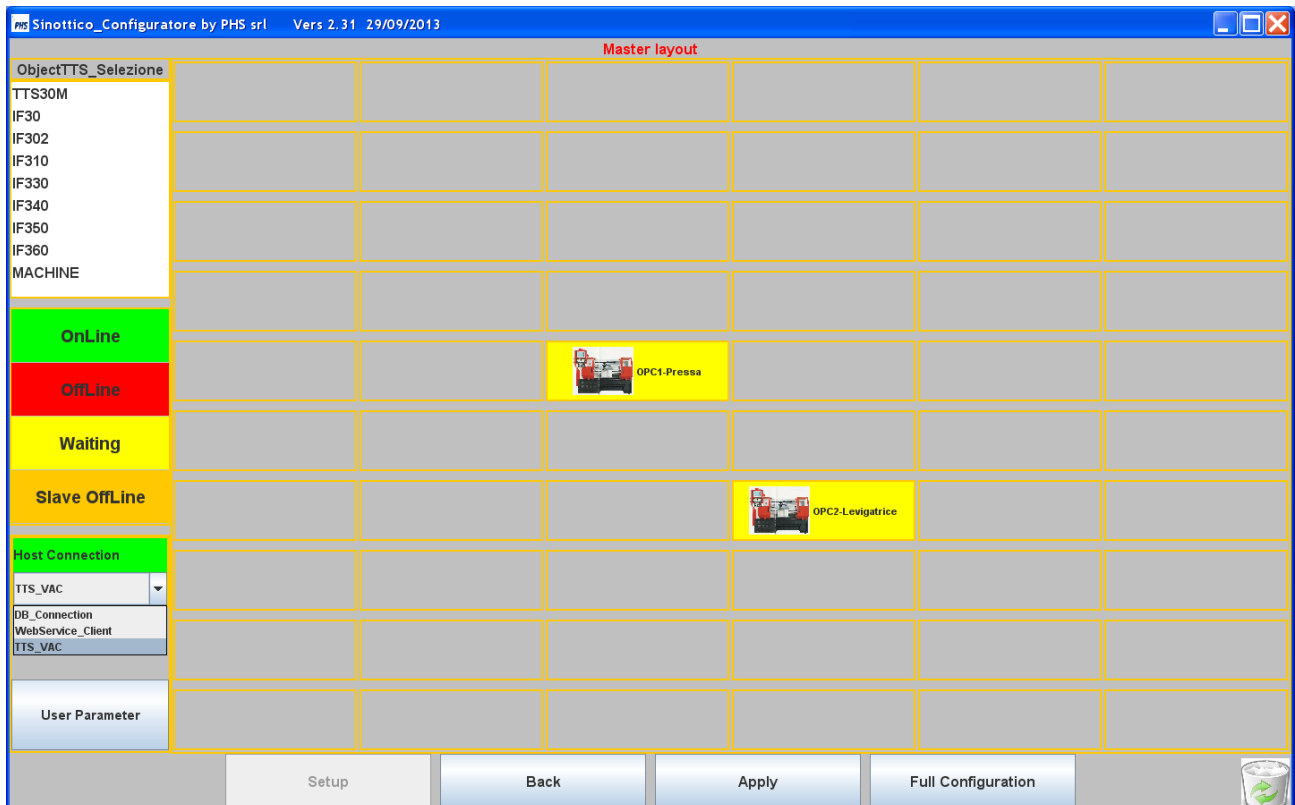 PHS Sinottico_Configuratore by PHS srl Vers 2.31 29/09/2013
Master layout
ObjectTTS_Selezione
TTS30M
IF30
IF302
IF310
IF330
IF340
IF350
IF360
MACHINE
OnLine
OffLine
Waiting
Slave OffLine
Host Connection
TTS_VAC
DB_Connection
WebService_Client
TTS_VAC
User Parameter
OPC1-Pressa
OPC2-Levigatrice
Setup
Back
Apply
Full Configuration